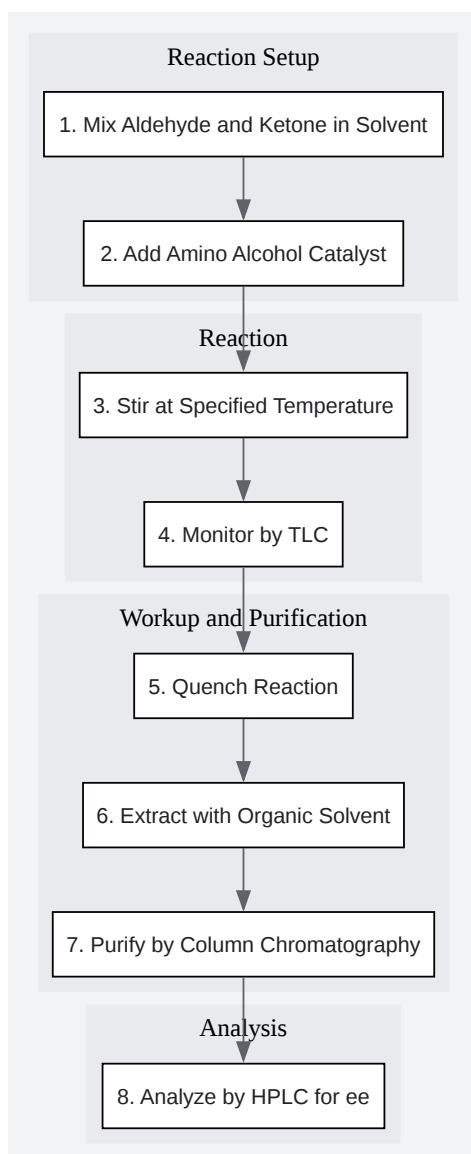 Reaction Setup
1. Mix Aldehyde and Ketone in Solvent
2. Add Amino Alcohol Catalyst
Reaction
3. Stir at Specified Temperature
4. Monitor by TLC
Workup and Purification
5. Quench Reaction
6. Extract with Organic Solvent
7. Purify by Column Chromatography
Analysis
8. Analyze by HPLC for ee